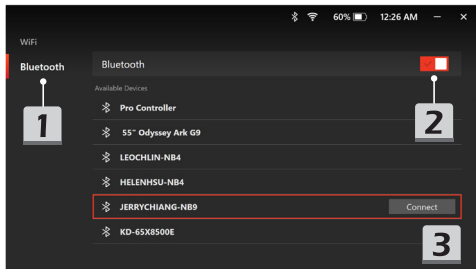 60% 12:26 AM
WiFi
Bluetooth
Bluetooth
Available Devices
Pro Controller
55" Odyssey Ark G9
LEOCHLIN-NB4
HELENHSU-NB4
JERRYCHIANG-NB9 Connect
KD-65X8500E
1
2
3